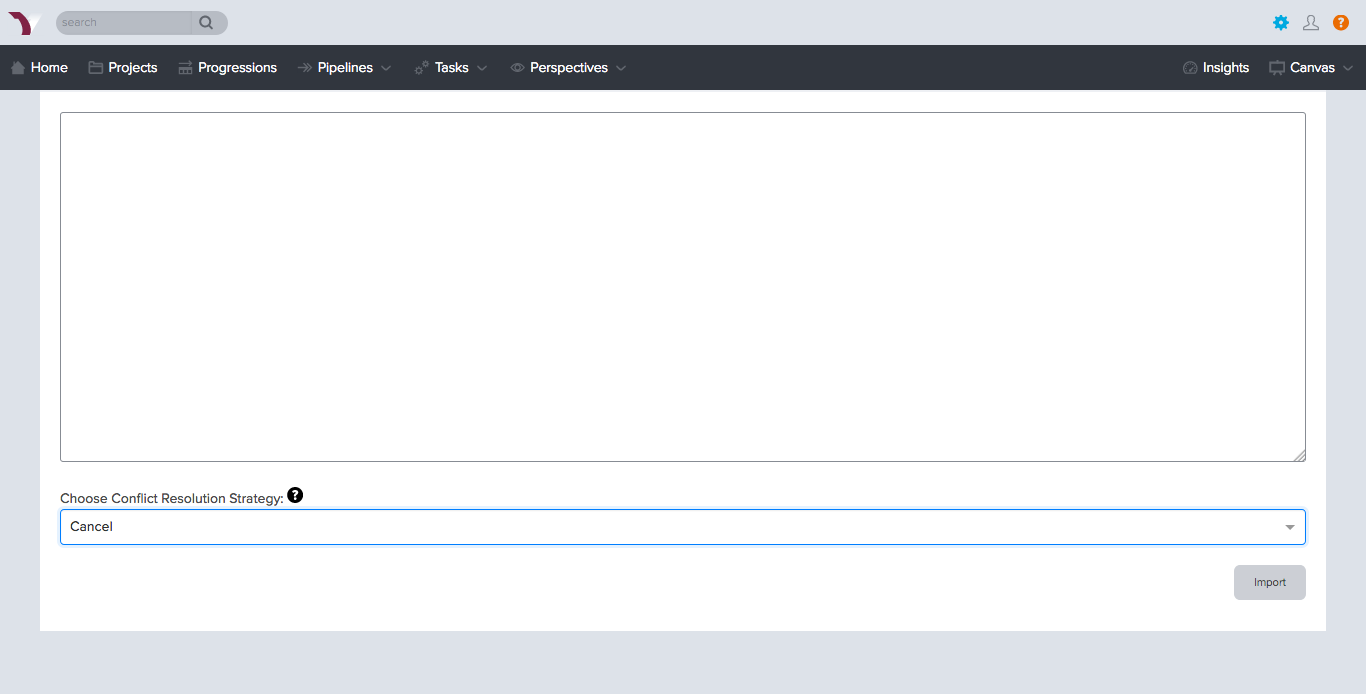 search
?
Home Projects Progressions Pipelines Tasks Perspectives Insights Canvas
Choose Conflict Resolution Strategy: ?
Cancel
Import